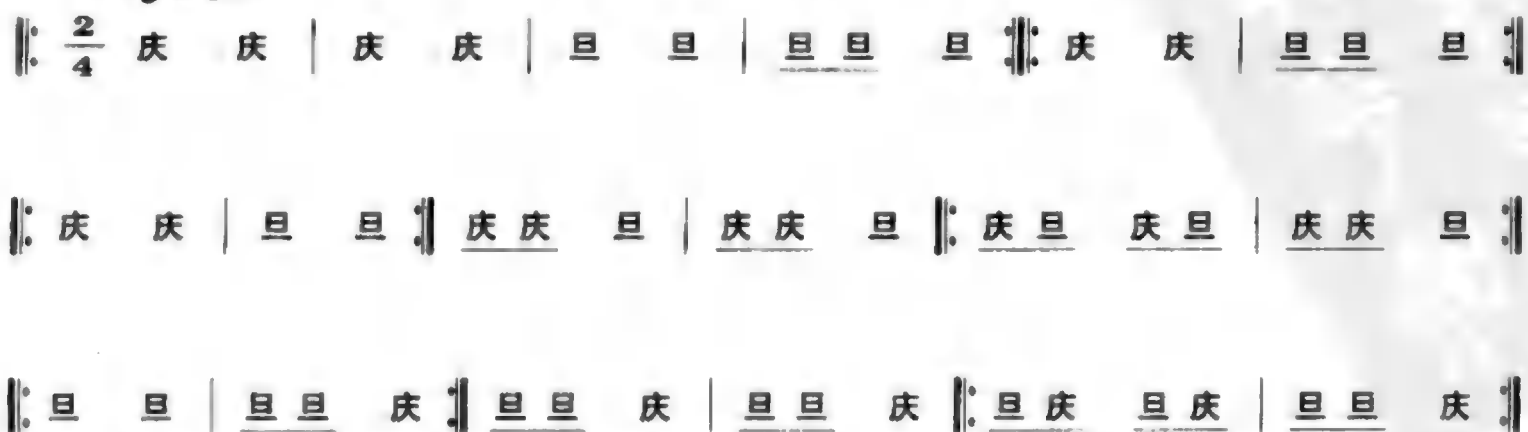 ‖: 2/4 庆 庆 | 庆 庆 | 旦 旦 | 旦旦 旦 :‖: 庆 庆 | 旦旦 旦 :‖
‖: 庆 庆 | 旦 旦 :‖ 庆庆 旦 | 庆庆 旦 ‖: 庆旦 庆旦 | 庆庆 旦 :‖
‖: 旦 旦 | 旦旦 庆 :‖ 旦旦 庆 | 旦旦 庆 ‖: 旦庆 旦庆 | 旦旦 庆 :‖